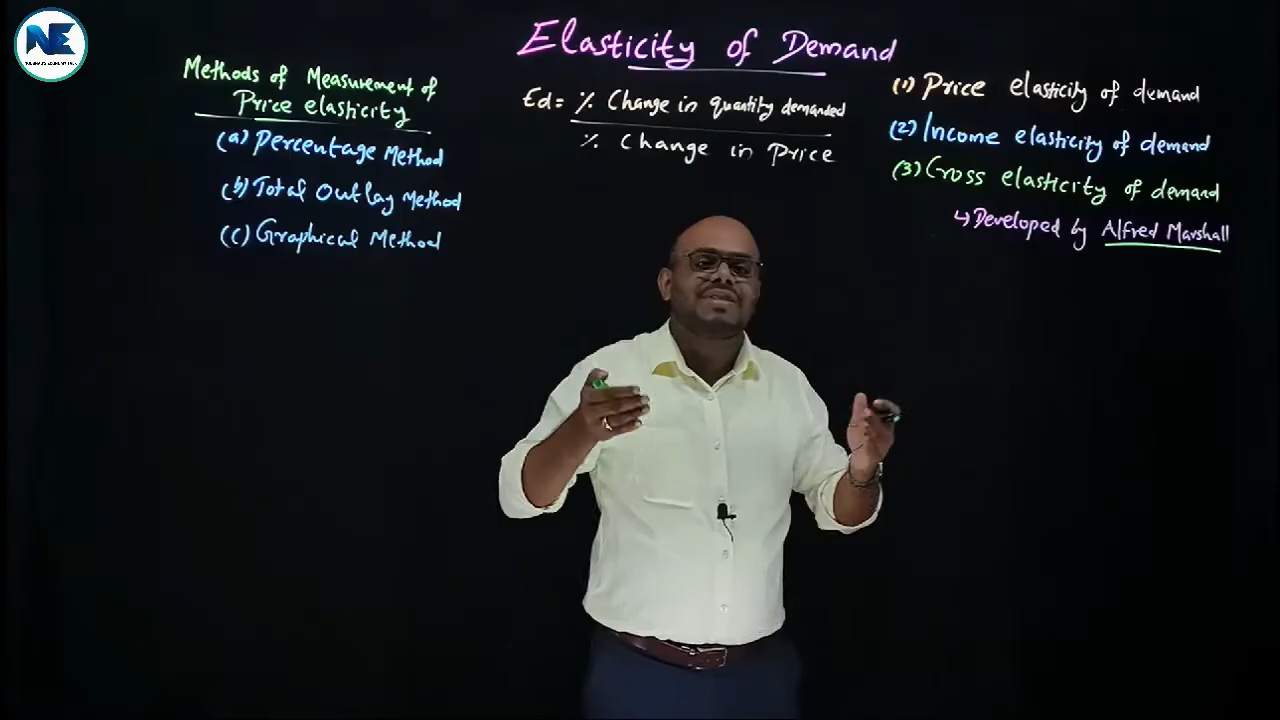 NE
Elasticity of Demand
Methods of Measurement of
Price elasticity
(a) Percentage Method
(b) Total Outlay Method
(c) Graphical Method
Ed = % Change in quantity demanded
% Change in Price
(1) Price elasticity of demand
(2) Income elasticity of demand
(3) Cross elasticity of demand
↳ Developed by Alfred Marshall